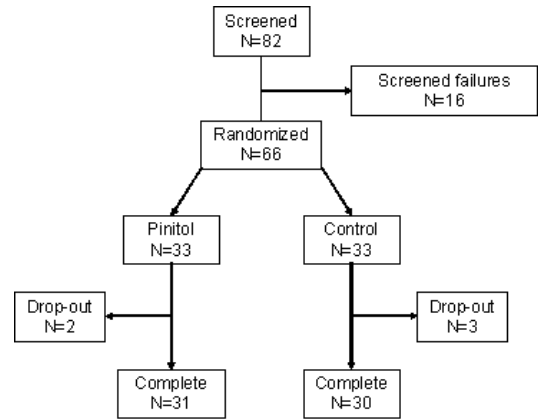 Screened
N=82
Screened failures
N=16
Randomized
N=66
Pinitol
N=33
Control
N=33
Drop-out
N=2
Drop-out
N=3
Complete
N=31
Complete
N=30